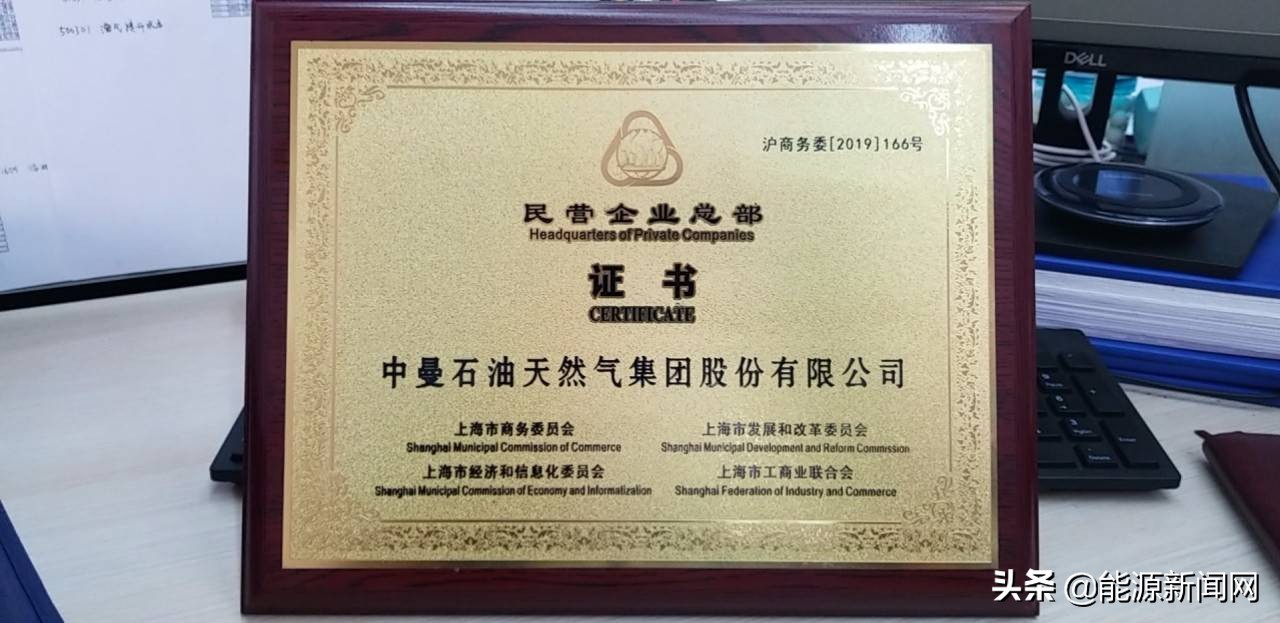 DELL
沪商务委[2019]166号
民营企业总部
Headquarters of Private Companies
证书
CERTIFICATE
中曼石油天然气集团股份有限公司
上海市商务委员会
Shanghai Municipal Commission of Commerce
上海市发展和改革委员会
Shanghai Municipal Development and Reform Commission
上海市经济和信息化委员会
Shanghai Municipal Commission of Economy and Informatization
上海市工商业联合会
Shanghai Federation of Industry and Commerce
头条 @能源新闻网